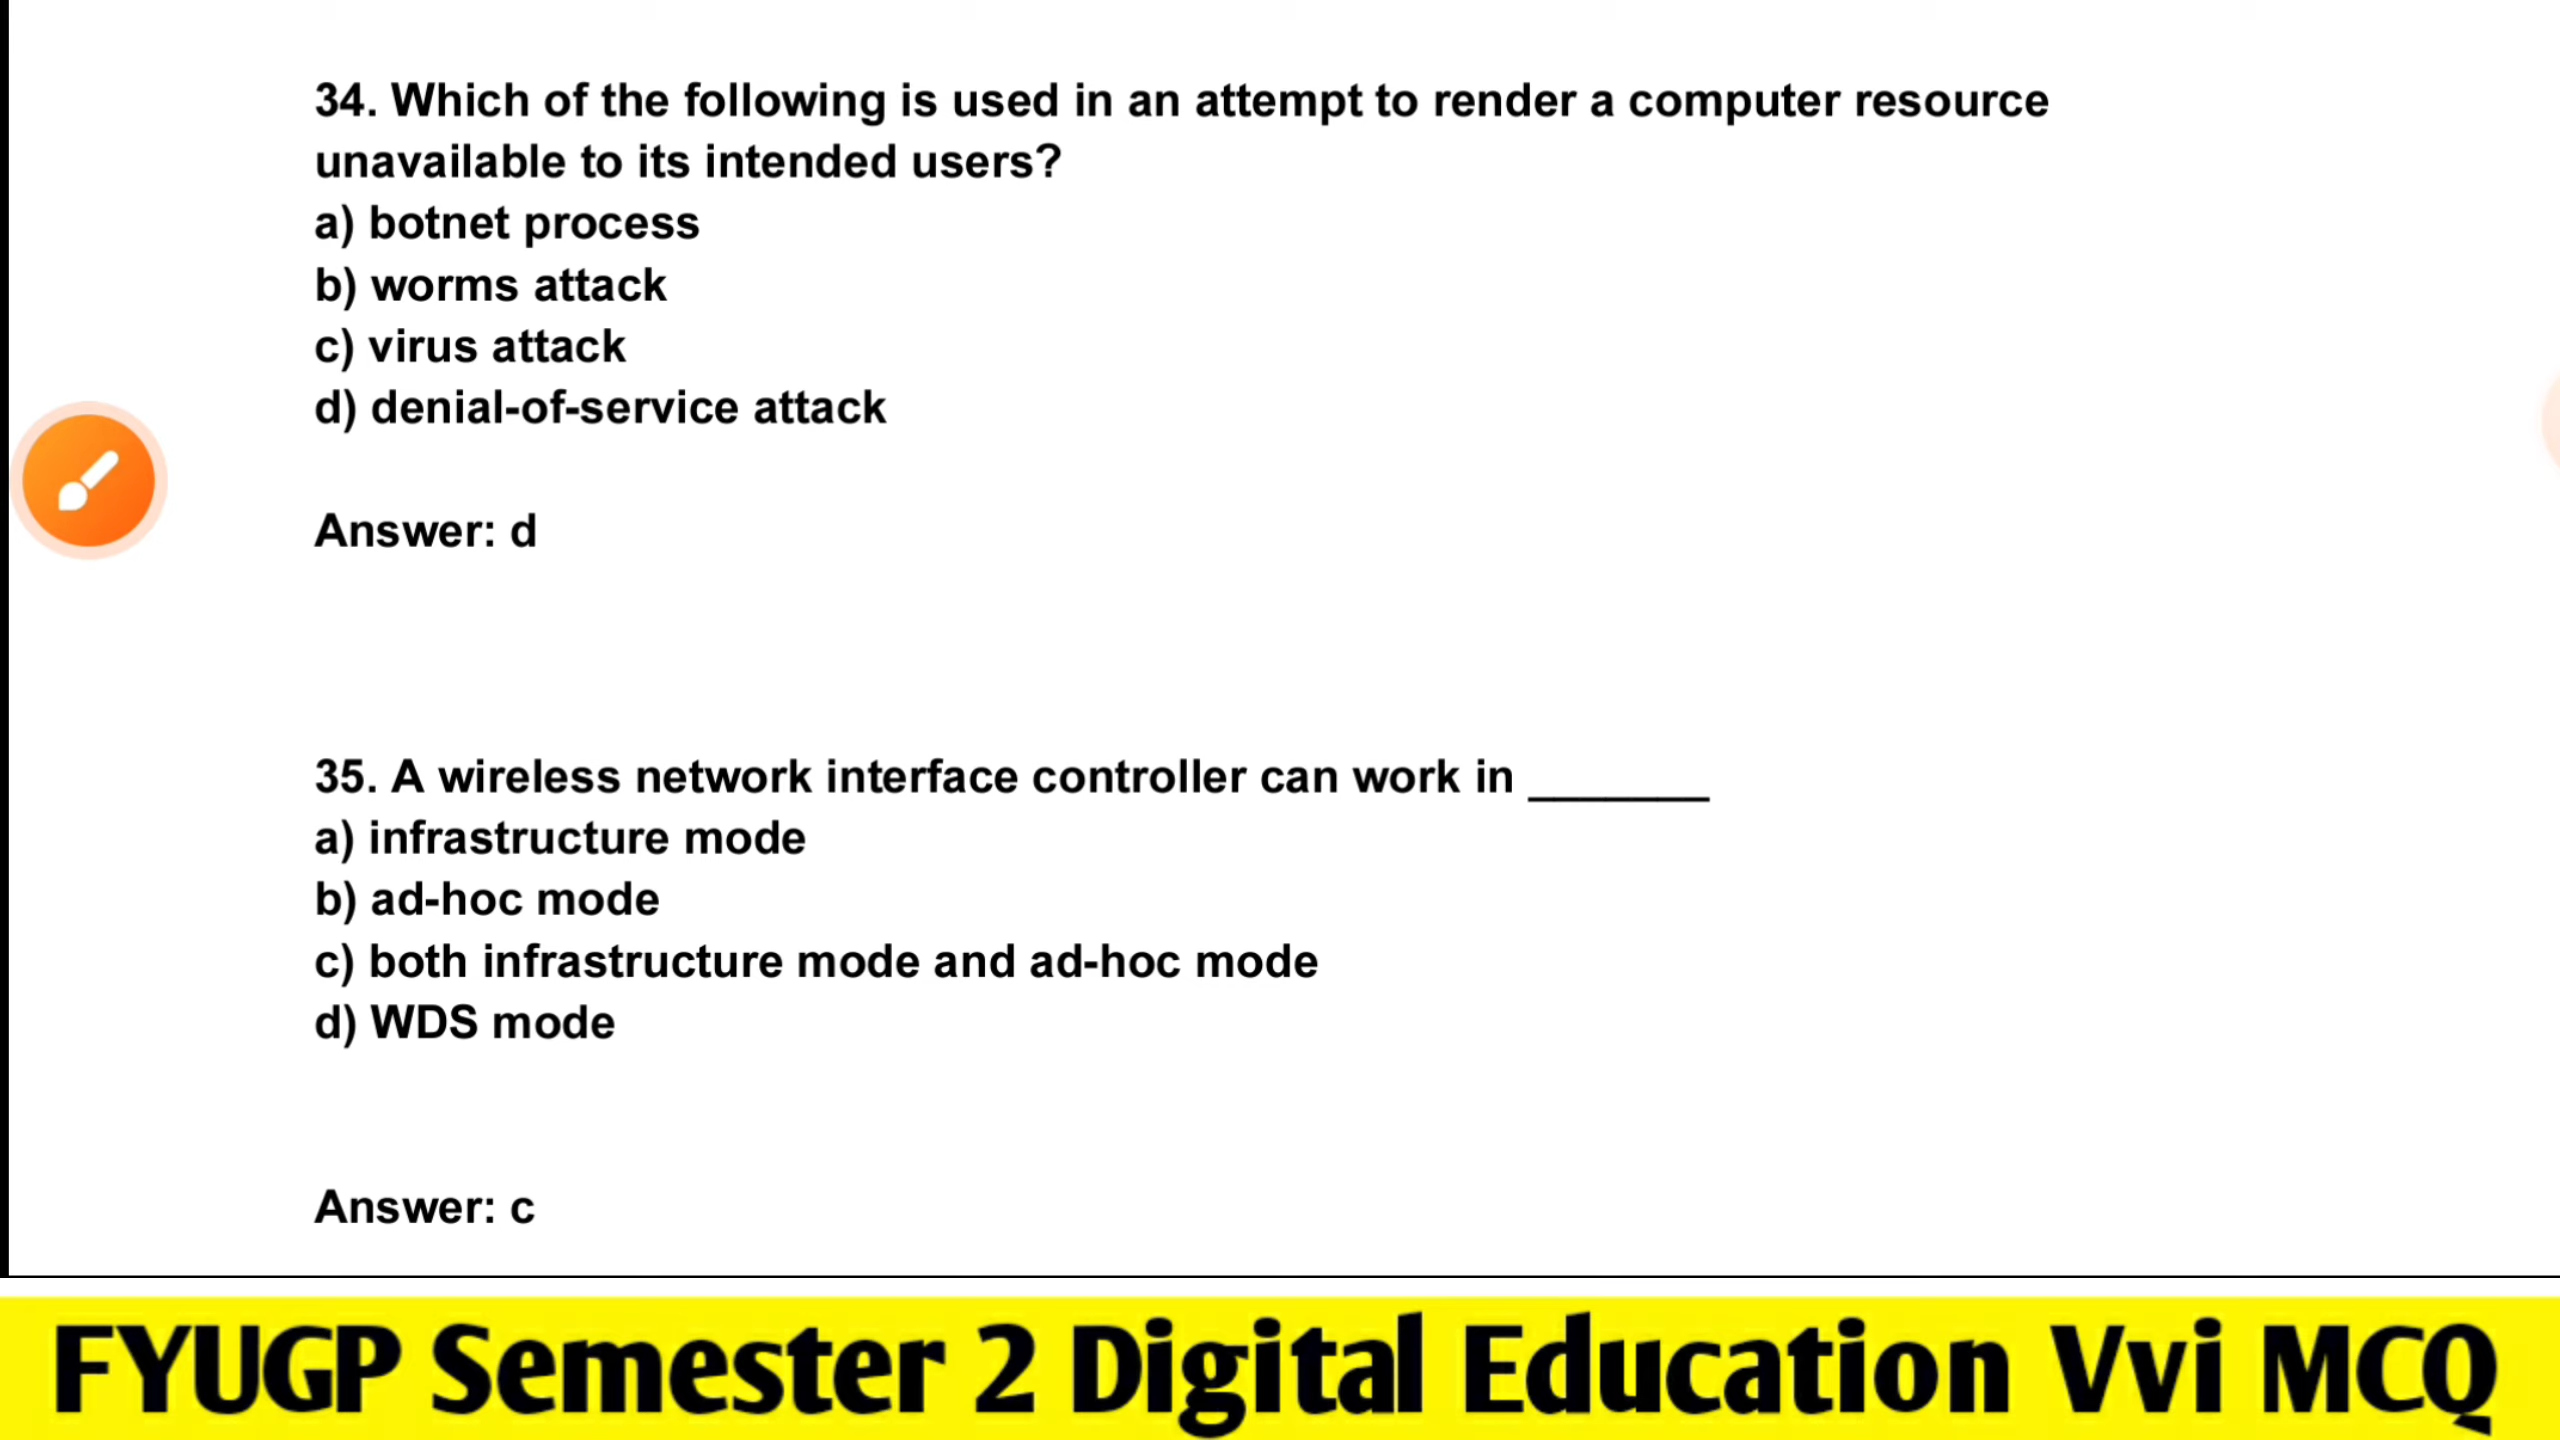 34. Which of the following is used in an attempt to render a computer resource
unavailable to its intended users?
a) botnet process
b) worms attack
c) virus attack
d) denial-of-service attack
Answer: d
35. A wireless network interface controller can work in _______
a) infrastructure mode
b) ad-hoc mode
c) both infrastructure mode and ad-hoc mode
d) WDS mode
Answer: c
FYUGP Semester 2 Digital Education Vvi MCQ